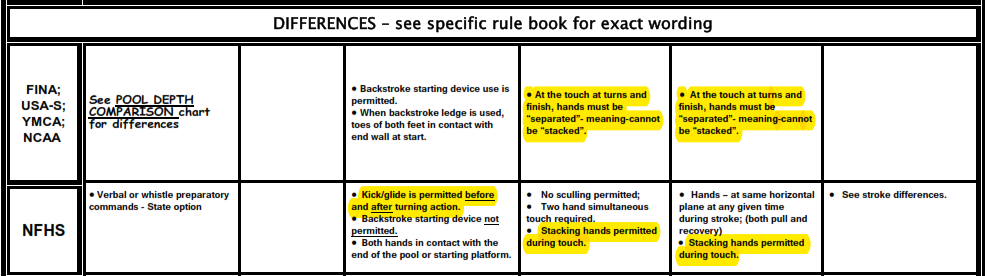 DIFFERENCES – see specific rule book for exact wording
FINA;
USA-S;
YMCA;
NCAA
See POOL DEPTH
COMPARISON chart
for differences
● Backstroke starting device use is
permitted.
● When backstroke ledge is used,
toes of both feet in contact with
end wall at start.
● At the touch at turns and
finish, hands must be
“separated”- meaning-cannot
be “stacked”.
● At the touch at turns and
finish, hands must be
“separated”- meaning-cannot
be “stacked”.
NFHS
● Verbal or whistle preparatory
commands - State option
● Kick/glide is permitted before
and after turning action.
● Backstroke starting device not
permitted.
● Both hands in contact with the
end of the pool or starting platform.
● No sculling permitted;
● Two hand simultaneous
touch required.
● Stacking hands permitted
during touch.
● Hands – at same horizontal
plane at any given time
during stroke; (both pull and
recovery)
● Stacking hands permitted
during touch.
● See stroke differences.